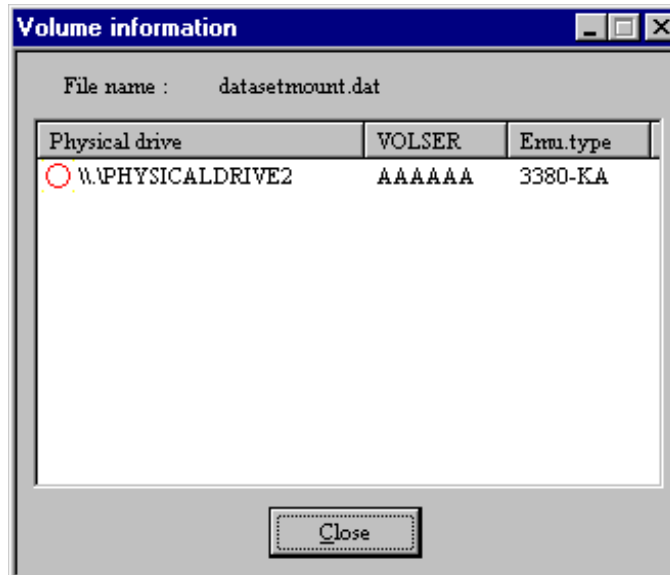 Volume information
File name : datasetmount.dat
Physical drive VOLSER Emu.type
\\.\PHYSICALDRIVE2 AAAAAA 3380-KA
Close